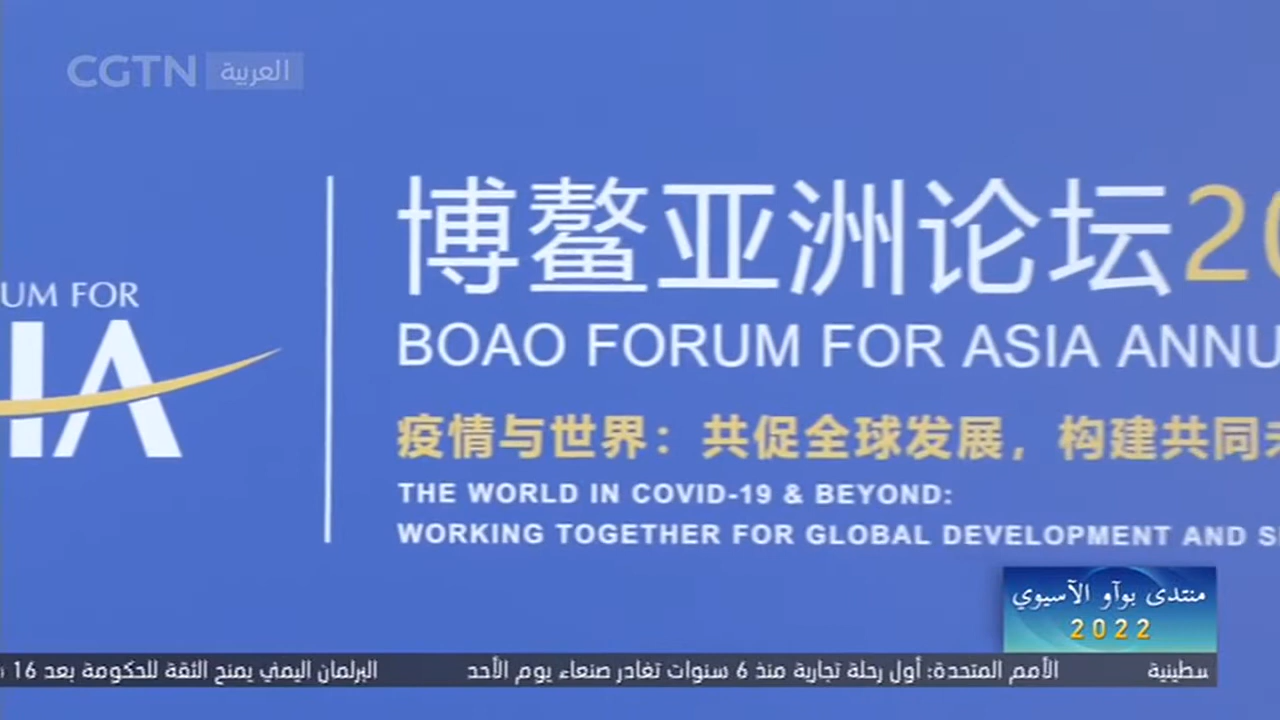 CGTN العربية
博鳌亚洲论坛20
UM FOR
BOAO FORUM FOR ASIA ANNU
IA
疫情与世界：共促全球发展，构建共同
THE WORLD IN COVID-19 & BEYOND:
WORKING TOGETHER FOR GLOBAL DEVELOPMENT AND S
منتدى بوآو الآسيوي
2022
سطينية الأمم المتحدة: أول رحلة تجارية منذ 6 سنوات تغادر صنعاء يوم الأحد البرلمان اليمني يمنح الثقة للحكومة بعد 16